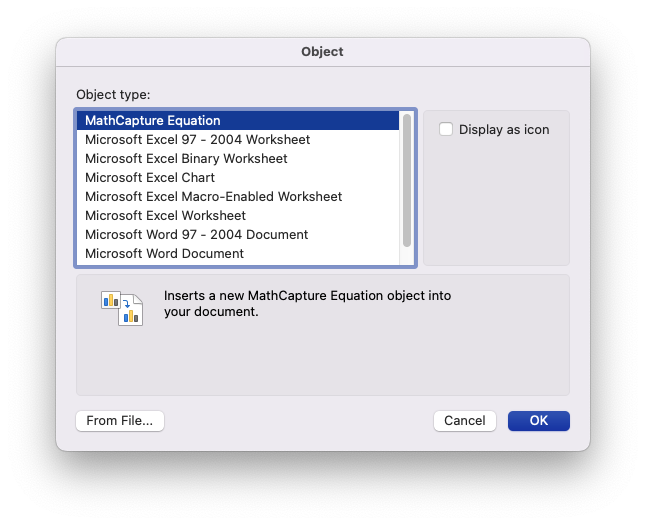 Object
Object type:
MathCapture Equation
Microsoft Excel 97 - 2004 Worksheet
Microsoft Excel Binary Worksheet
Microsoft Excel Chart
Microsoft Excel Macro-Enabled Worksheet
Microsoft Excel Worksheet
Microsoft Word 97 - 2004 Document
Microsoft Word Document
Display as icon
Inserts a new MathCapture Equation object into
your document.
From File...
Cancel
OK